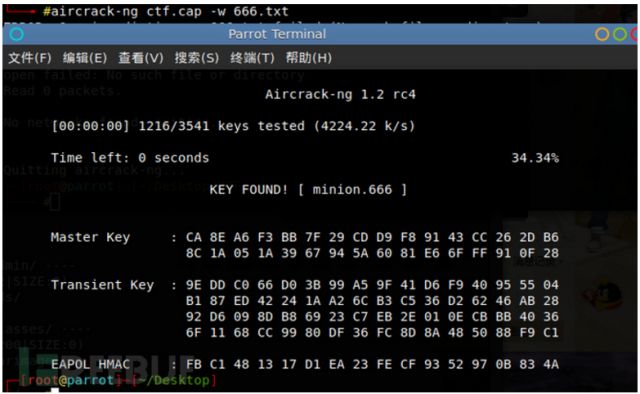 #aircrack-ng ctf.cap -w 666.txt
Parrot Terminal
文件(F) 编辑(E) 查看(V) 搜索(S) 终端(T) 帮助(H)
open failed: No such file or directory
Read 0 packets.
Aircrack-ng 1.2 rc4
[00:00:00] 1216/3541 keys tested (4224.22 k/s)
Time left: 0 seconds 34.34%
Quitting aircrack-ng...
KEY FOUND! [ minion.666 ]
Master Key : CA 8E A6 F3 BB 7F 29 CD D9 F8 91 43 CC 26 2D B6
8C 1A 05 1A 39 67 94 5A 60 81 E6 6F FF 91 0F 28
Transient Key : 9E DD C0 66 D0 3B 99 A5 9F 41 D6 F9 40 95 55 04
B1 87 ED 42 24 1A A2 6C B3 C5 36 D2 62 46 AB 28
92 D6 09 8D B8 69 23 C7 EB 2E 01 0E CB BB 40 36
6F 11 68 CC 99 80 DF 36 FC 8D 8A 48 50 88 F9 C1
EAPOL HMAC : FB C1 48 13 17 D1 EA 23 FE CF 93 52 97 0B 83 4A
[root@parrot]-[~/Desktop]